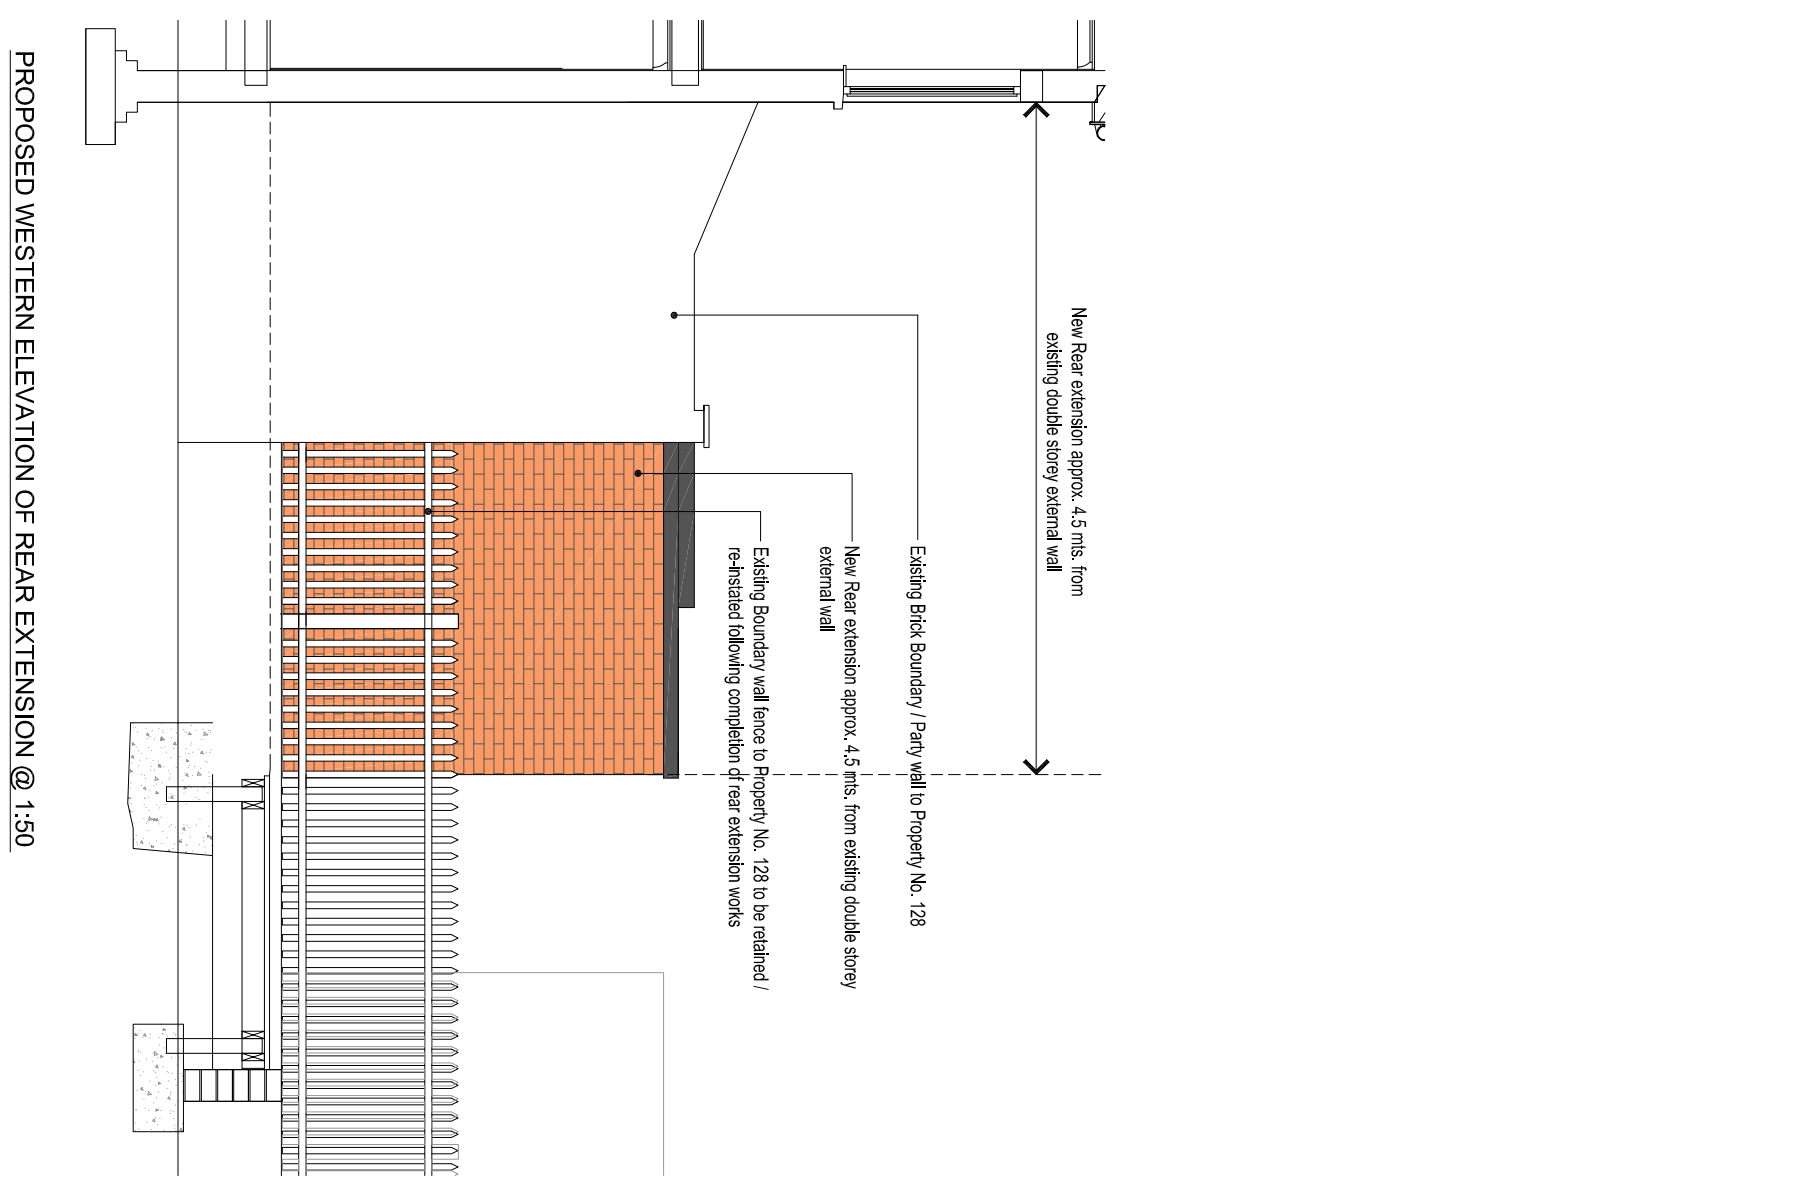 New Rear extension approx. 4.5 mts. from
existing double storey external wall
Existing Brick Boundary / Party wall to Property No. 128
New Rear extension approx. 4.5 mts. from existing double storey
external wall
Existing Boundary wall fence to Property No. 128 to be retained /
re-instated following completion of rear extension works
PROPOSED WESTERN ELEVATION OF REAR EXTENSION @ 1:50